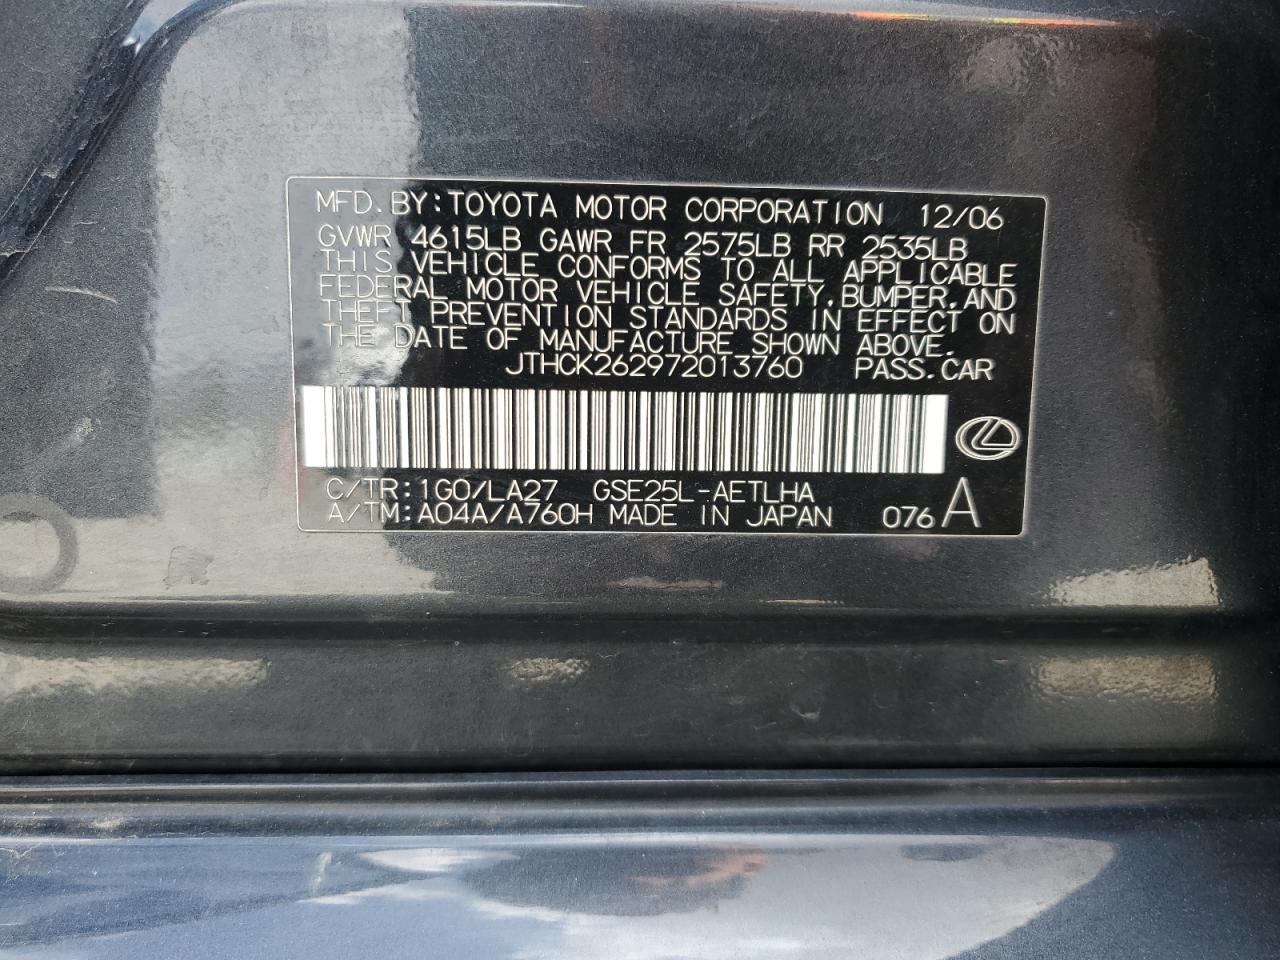 MFD. BY: TOYOTA MOTOR CORPORATION 12/06
GVWR 4615LB GAWR FR 2575LB RR 2535LB
THIS VEHICLE CONFORMS TO ALL APPLICABLE
FEDERAL MOTOR VEHICLE SAFETY, BUMPER, AND
THEFT PREVENTION STANDARDS IN EFFECT ON
THE DATE OF MANUFACTURE SHOWN ABOVE.
JTHCK262972013760 PASS. CAR
C/TR: 1G0/LA27 GSE25L-AETLHA
A/TM: A04A/A760H MADE IN JAPAN 076 A